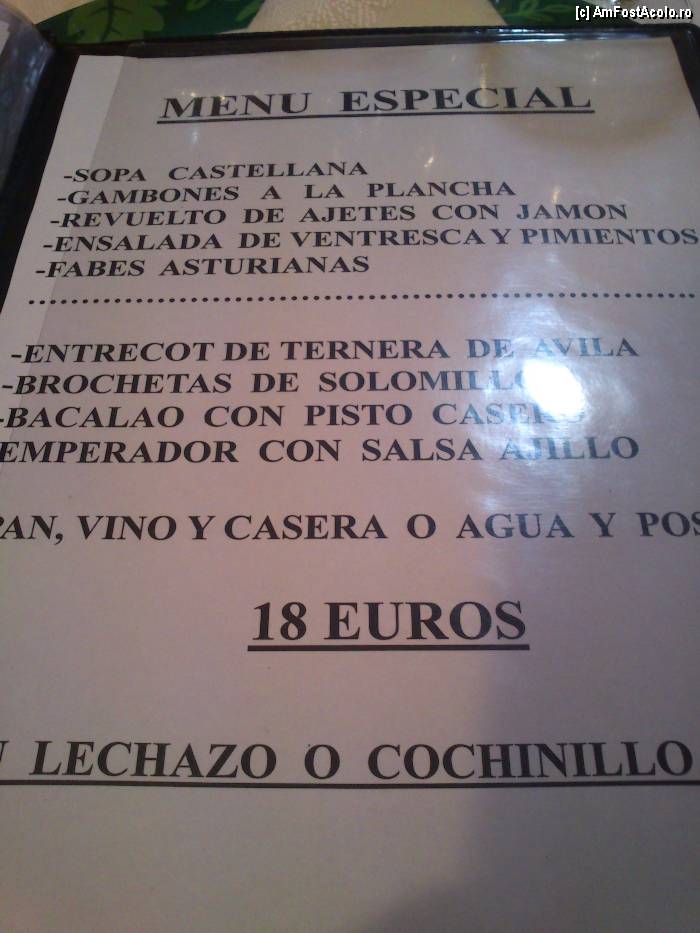 [c] AmFostAcolo.ro
MENU ESPECIAL
-SOPA CASTELLANA
-GAMBONES A LA PLANCHA
-REVUELTO DE AJETES CON JAMON
-ENSALADA DE VENTRESCA Y PIMIENTOS
-FABES ASTURIANAS
-ENTRECOT DE TERNERA DE AVILA
-BROCHETAS DE SOLOMILLO
-BACALAO CON PISTO CASERO
EMPERADOR CON SALSA AJILLO
PAN, VINO Y CASERA O AGUA Y POS
18 EUROS
LECHAZO O COCHINILLO